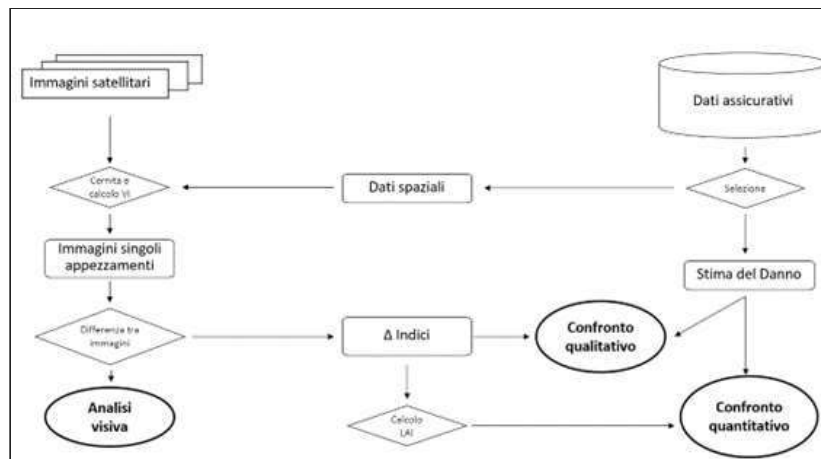 Immagini satellitari
Dati assicurativi
Cernita e
calcolo VI
Dati spaziali
Selezione
Immagini singoli
appezzamenti
Stima del Danno
Differenza tra
immagini
Δ Indici
Confronto
qualitativo
Analisi
visiva
Calcolo
LAI
Confronto
quantitativo